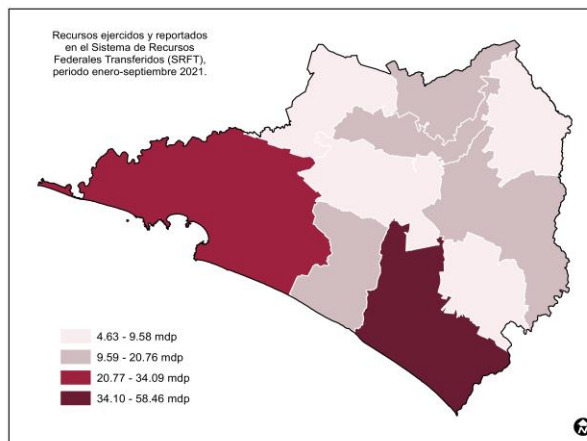 Recursos ejercidos y reportados
en el Sistema de Recursos
Federales Transferidos (SRFT),
periodo enero-septiembre 2021.
4.63 - 9.58 mdp
9.59 - 20.76 mdp
20.77 - 34.09 mdp
34.10 - 58.46 mdp